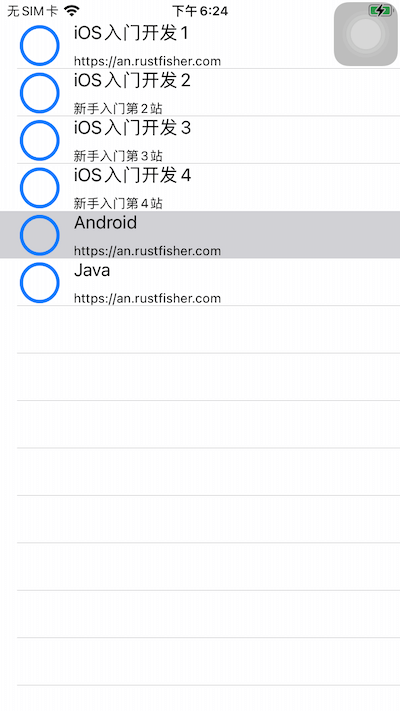 无SIM卡 下午6:24
iOS入门开发1
https://an.rustfisher.com
iOS入门开发2
新手入门第2站
iOS入门开发3
新手入门第3站
iOS入门开发4
新手入门第4站
Android
https://an.rustfisher.com
Java
https://an.rustfisher.com